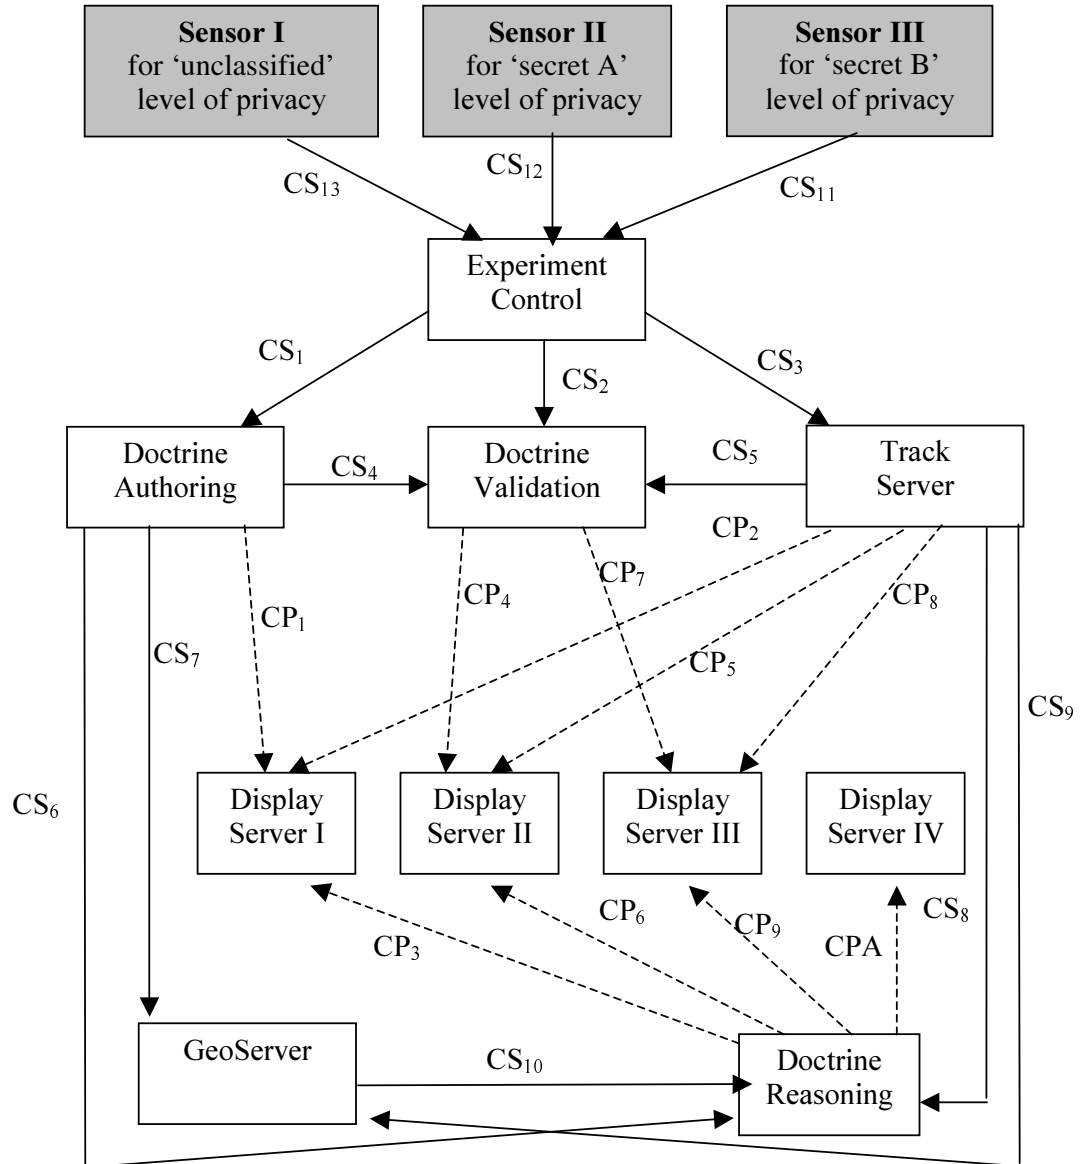 Sensor I
for ‘unclassified’
level of privacy
Sensor II
for ‘secret A’
level of privacy
Sensor III
for ‘secret B’
level of privacy
CS₁₃
CS₁₂
CS₁₁
Experiment
Control
CS₁
CS₂
CS₃
Doctrine
Authoring
CS₄
Doctrine
Validation
CS₅
Track
Server
CP₂
CP₇
CP₄
CP₈
CP₁
CS₇
CP₅
CS₉
CS₆
Display
Server I
Display
Server II
Display
Server III
Display
Server IV
CP₃
CP₆
CP₉
CPA
CS₈
GeoServer
CS₁₀
Doctrine
Reasoning